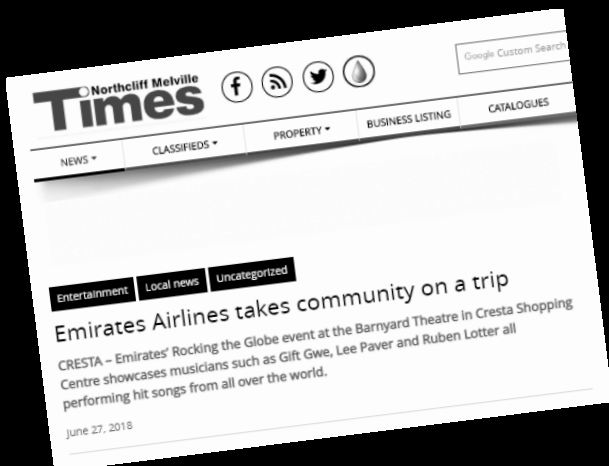 Northcliff Melville
Times
Google Custom Search
NEWS
CLASSIFIEDS
PROPERTY
BUSINESS LISTING
CATALOGUES
Entertainment
Local news
Uncategorized
Emirates Airlines takes community on a trip
CRESTA – Emirates' Rocking the Globe event at the Barnyard Theatre in Cresta Shopping
Centre showcases musicians such as Gift Gwe, Lee Paver and Ruben Lotter all
performing hit songs from all over the world.
June 27, 2018